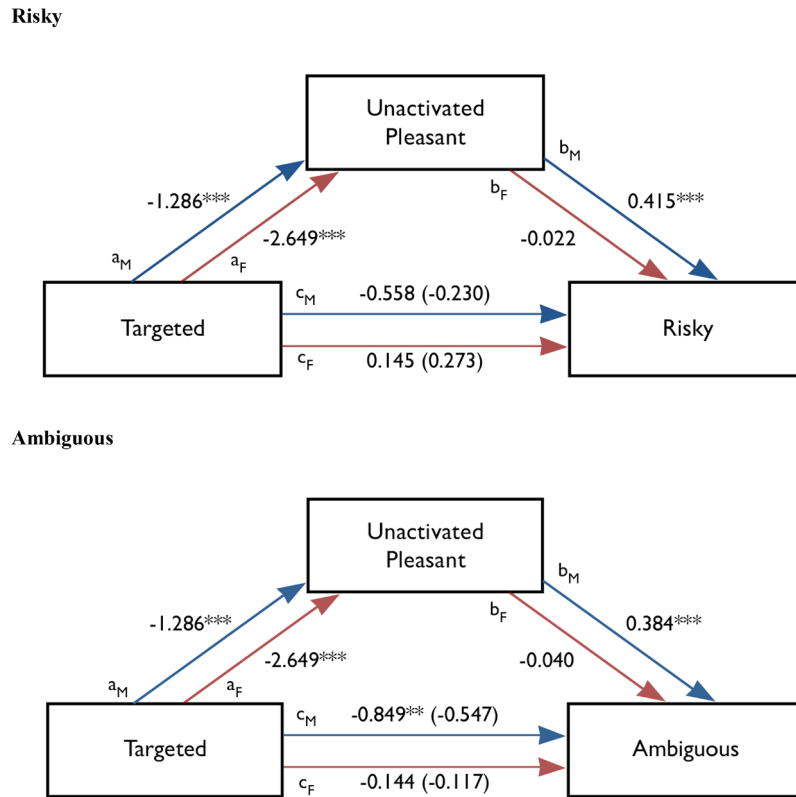 Risky
Unactivated
Pleasant
b_M
-1.286***
b_F
0.415***
-2.649***
-0.022
a_M
a_F
c_M
-0.558 (-0.230)
Targeted
Risky
c_F
0.145 (0.273)
Ambiguous
Unactivated
Pleasant
b_M
-1.286***
b_F
0.384***
-2.649***
-0.040
a_M
a_F
c_M
-0.849** (-0.547)
Targeted
Ambiguous
c_F
-0.144 (-0.117)